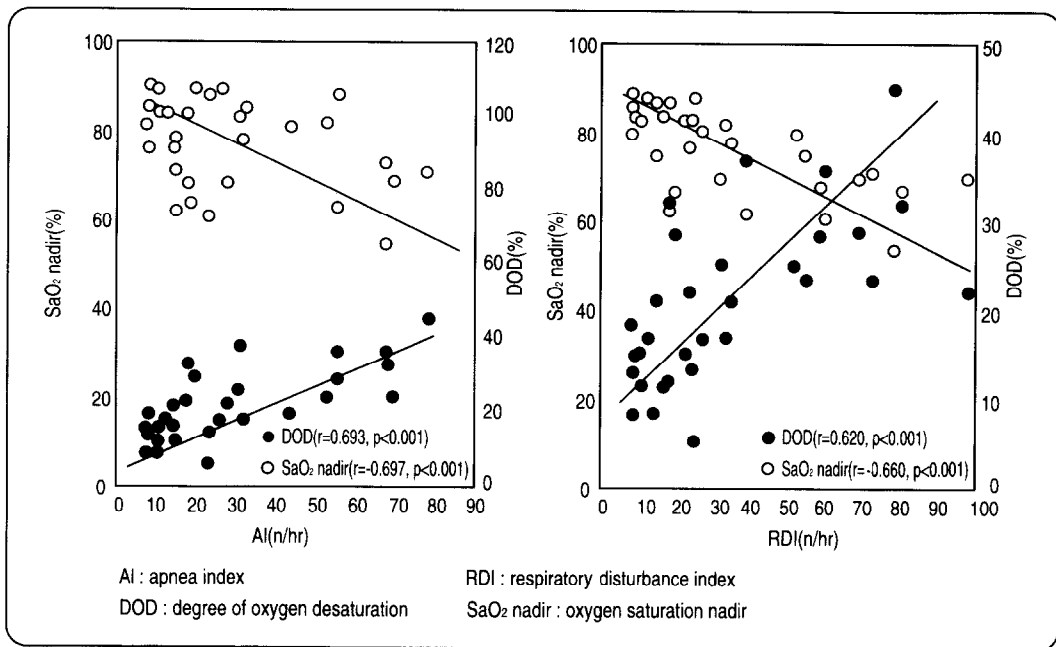 100
80
60
40
20
0
SaO₂ nadir(%)
120
100
80
60
40
20
0
DOD(%)
DOD(r=0.693, p<0.001)
SaO₂ nadir(r=-0.697, p<0.001)
0 10 20 30 40 50 60 70 80 90
AI(n/hr)
100
80
60
40
20
0
SaO₂ nadir(%)
50
40
30
20
10
0
DOD(%)
DOD(r=0.620, p<0.001)
SaO₂ nadir(r=-0.660, p<0.001)
0 10 20 30 40 50 60 70 80 90 100
RDI(n/hr)
AI : apnea index
RDI : respiratory disturbance index
DOD : degree of oxygen desaturation
SaO₂ nadir : oxygen saturation nadir